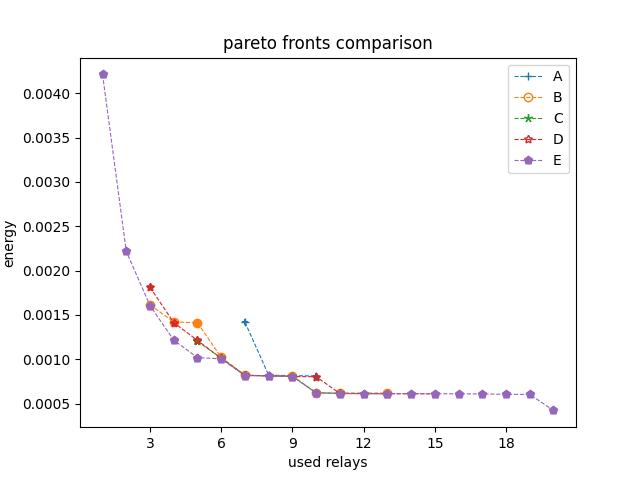 pareto fronts comparison
A
B
C
D
E
0.0040
0.0035
0.0030
0.0025
0.0020
0.0015
0.0010
0.0005
energy
3 6 9 12 15 18
used relays